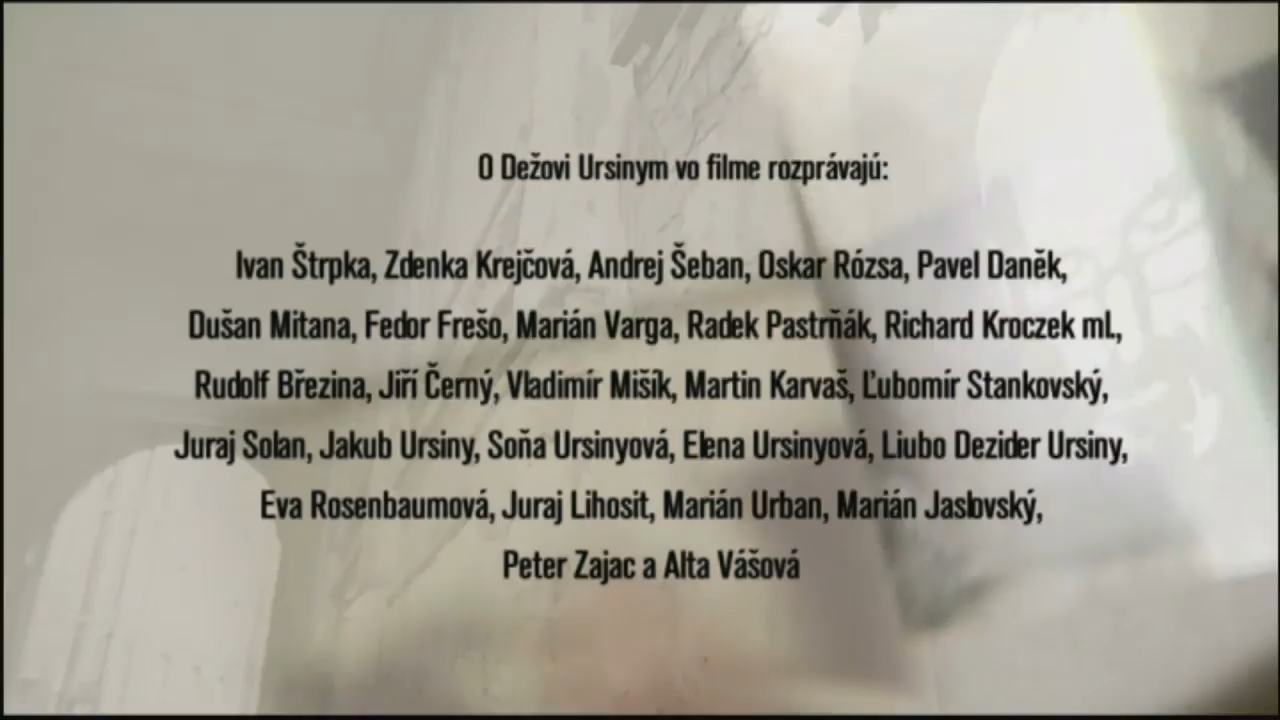 O Dežovi Ursinym vo filme rozprávajú:
Ivan Štrpka, Zdenka Krejčová, Andrej Šeban, Oskar Rózsa, Pavel Daněk,
Dušan Mitana, Fedor Frešo, Marián Varga, Radek Pastrňák, Richard Kroczek ml.,
Rudolf Březina, Jiří Černý, Vladimír Mišík, Martin Karvaš, Ľubomír Stankovský,
Juraj Solan, Jakub Ursiny, Soňa Ursinyová, Elena Ursinyová, Liubo Dezider Ursiny,
Eva Rosenbaumová, Juraj Lihosit, Marián Urban, Marián Jaslovský,
Peter Zajac a Alta Vášová